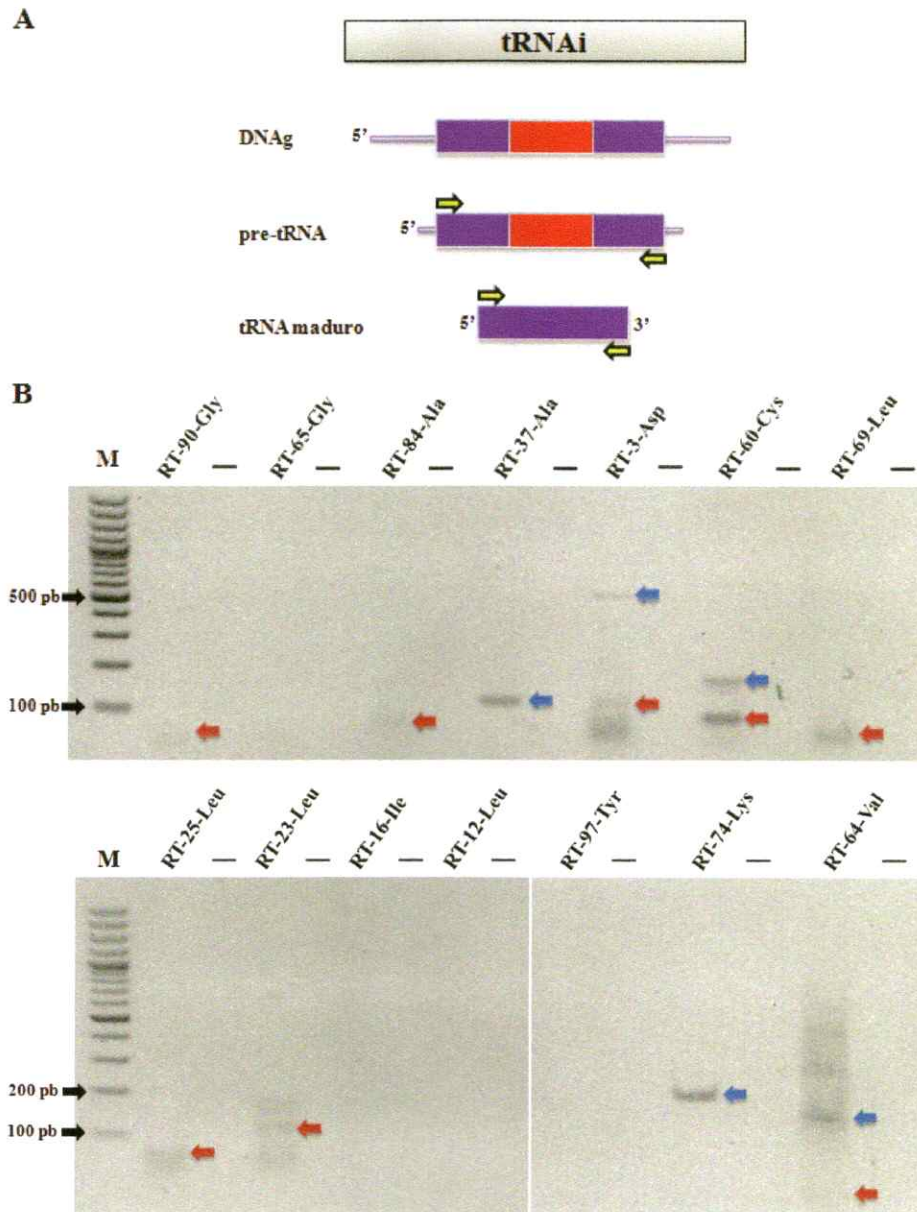 A
tRNAi
DNAg 5’
pre-tRNA 5’
tRNA maduro 5’ 3’
B
M RT-90-Gly — RT-65-Gly — RT-84-Ala — RT-37-Ala — RT-3-Asp — RT-60-Cys — RT-69-Leu —
500 pb
100 pb
M RT-25-Leu — RT-23-Leu — RT-16-Ile — RT-12-Leu — RT-97-Tyr — RT-74-Lys — RT-64-Val —
200 pb
100 pb